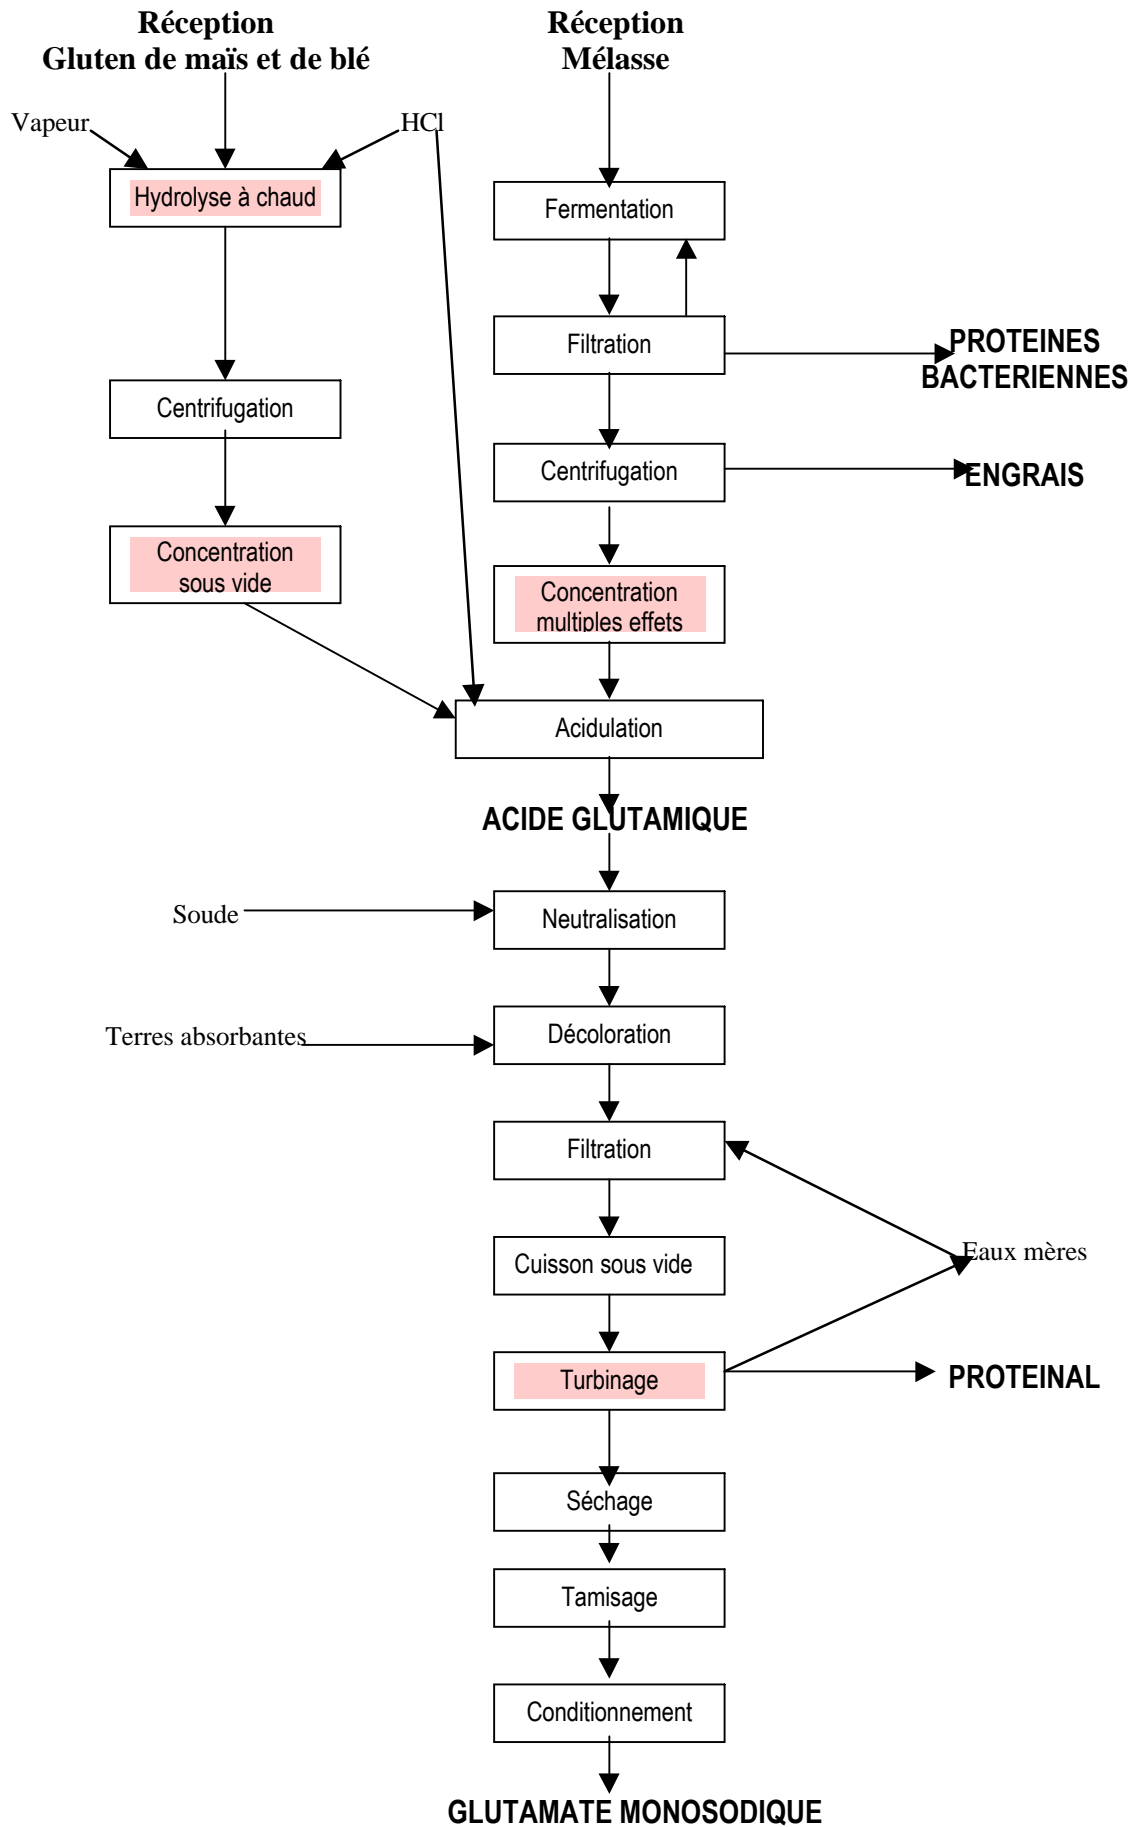 Réception
Gluten de maïs et de blé
Réception
Mélasse
Vapeur
HCl
Hydrolyse à chaud
Fermentation
Filtration
PROTEINES
BACTERIENNES
Centrifugation
Centrifugation
ENGRAIS
Concentration
sous vide
Concentration
multiples effets
Acidulation
ACIDE GLUTAMIQUE
Soude
Neutralisation
Terres absorbantes
Décoloration
Filtration
Cuisson sous vide
Eaux mères
Turbinage
PROTEINAL
Séchage
Tamisage
Conditionnement
GLUTAMATE MONOSODIQUE